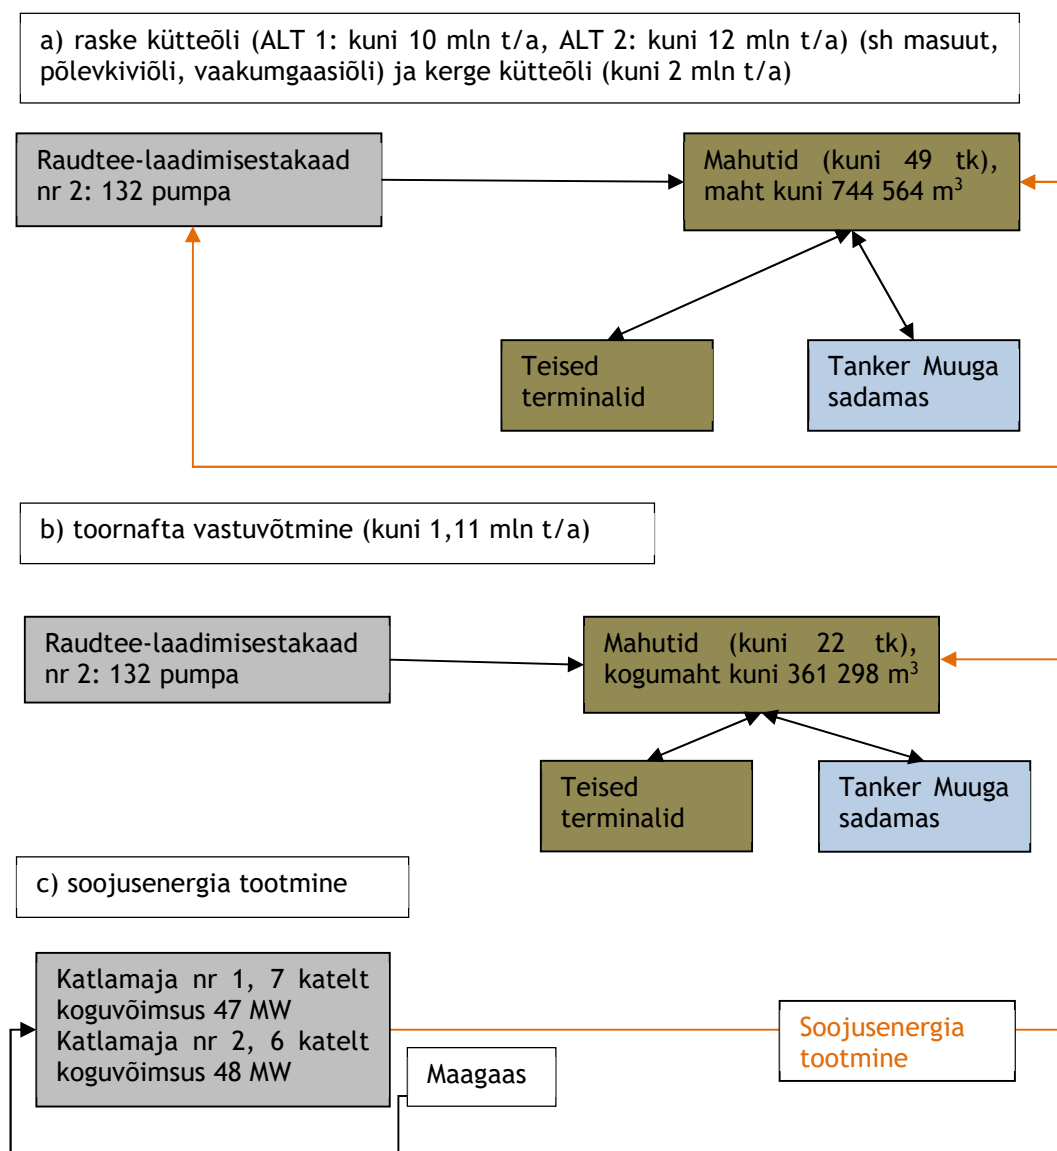 a) raske kütteõli (ALT 1: kuni 10 mln t/a, ALT 2: kuni 12 mln t/a) (sh masuut,
põlevkiviõli, vaakumgaasiõli) ja kerge kütteõli (kuni 2 mln t/a)
Raudtee-laadimisestakaad
nr 2: 132 pumpa
Mahutid (kuni 49 tk),
maht kuni 744 564 m³
Teised
terminalid
Tanker Muuga
sadamas
b) toornafta vastuvõtmine (kuni 1,11 mln t/a)
Raudtee-laadimisestakaad
nr 2: 132 pumpa
Mahutid (kuni 22 tk),
kogumaht kuni 361 298 m³
Teised
terminalid
Tanker Muuga
sadamas
c) soojusenergia tootmine
Katlamaja nr 1, 7 katelt
koguvõimsus 47 MW
Katlamaja nr 2, 6 katelt
koguvõimsus 48 MW
Soojusenergia
tootmine
Maagaas